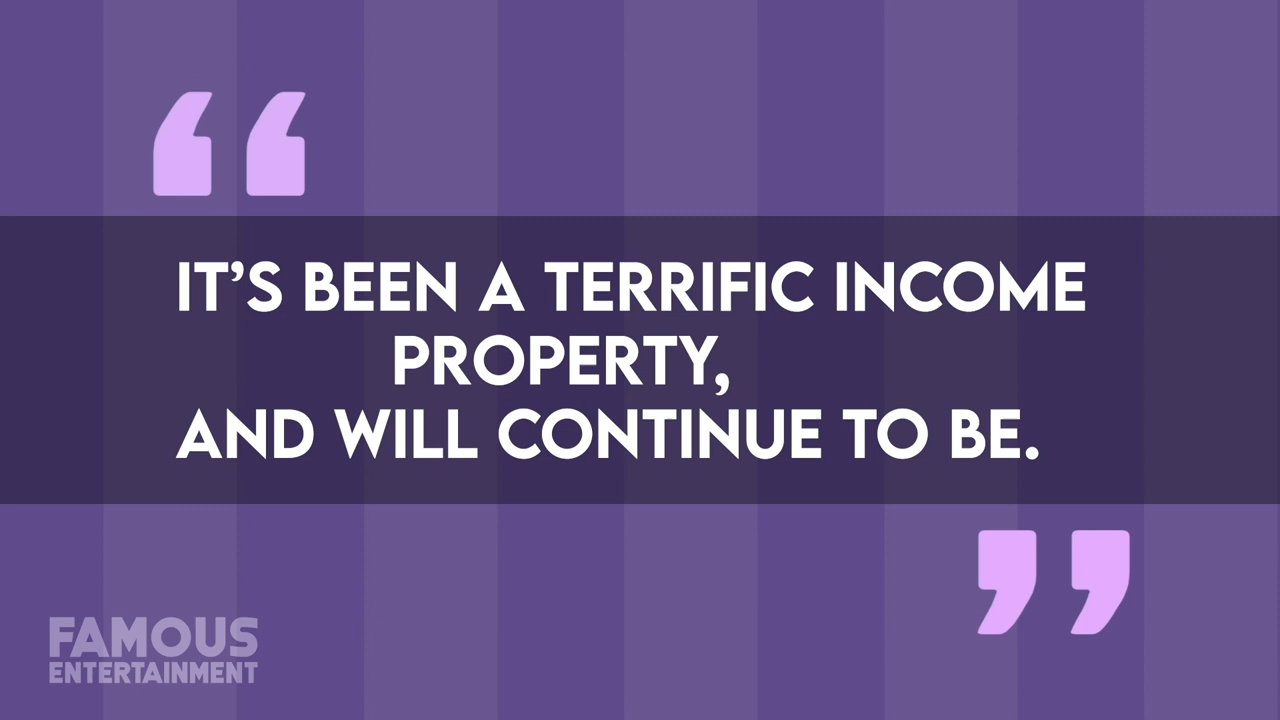 IT’S BEEN A TERRIFIC INCOME
PROPERTY,
AND WILL CONTINUE TO BE.
FAMOUS
ENTERTAINMENT